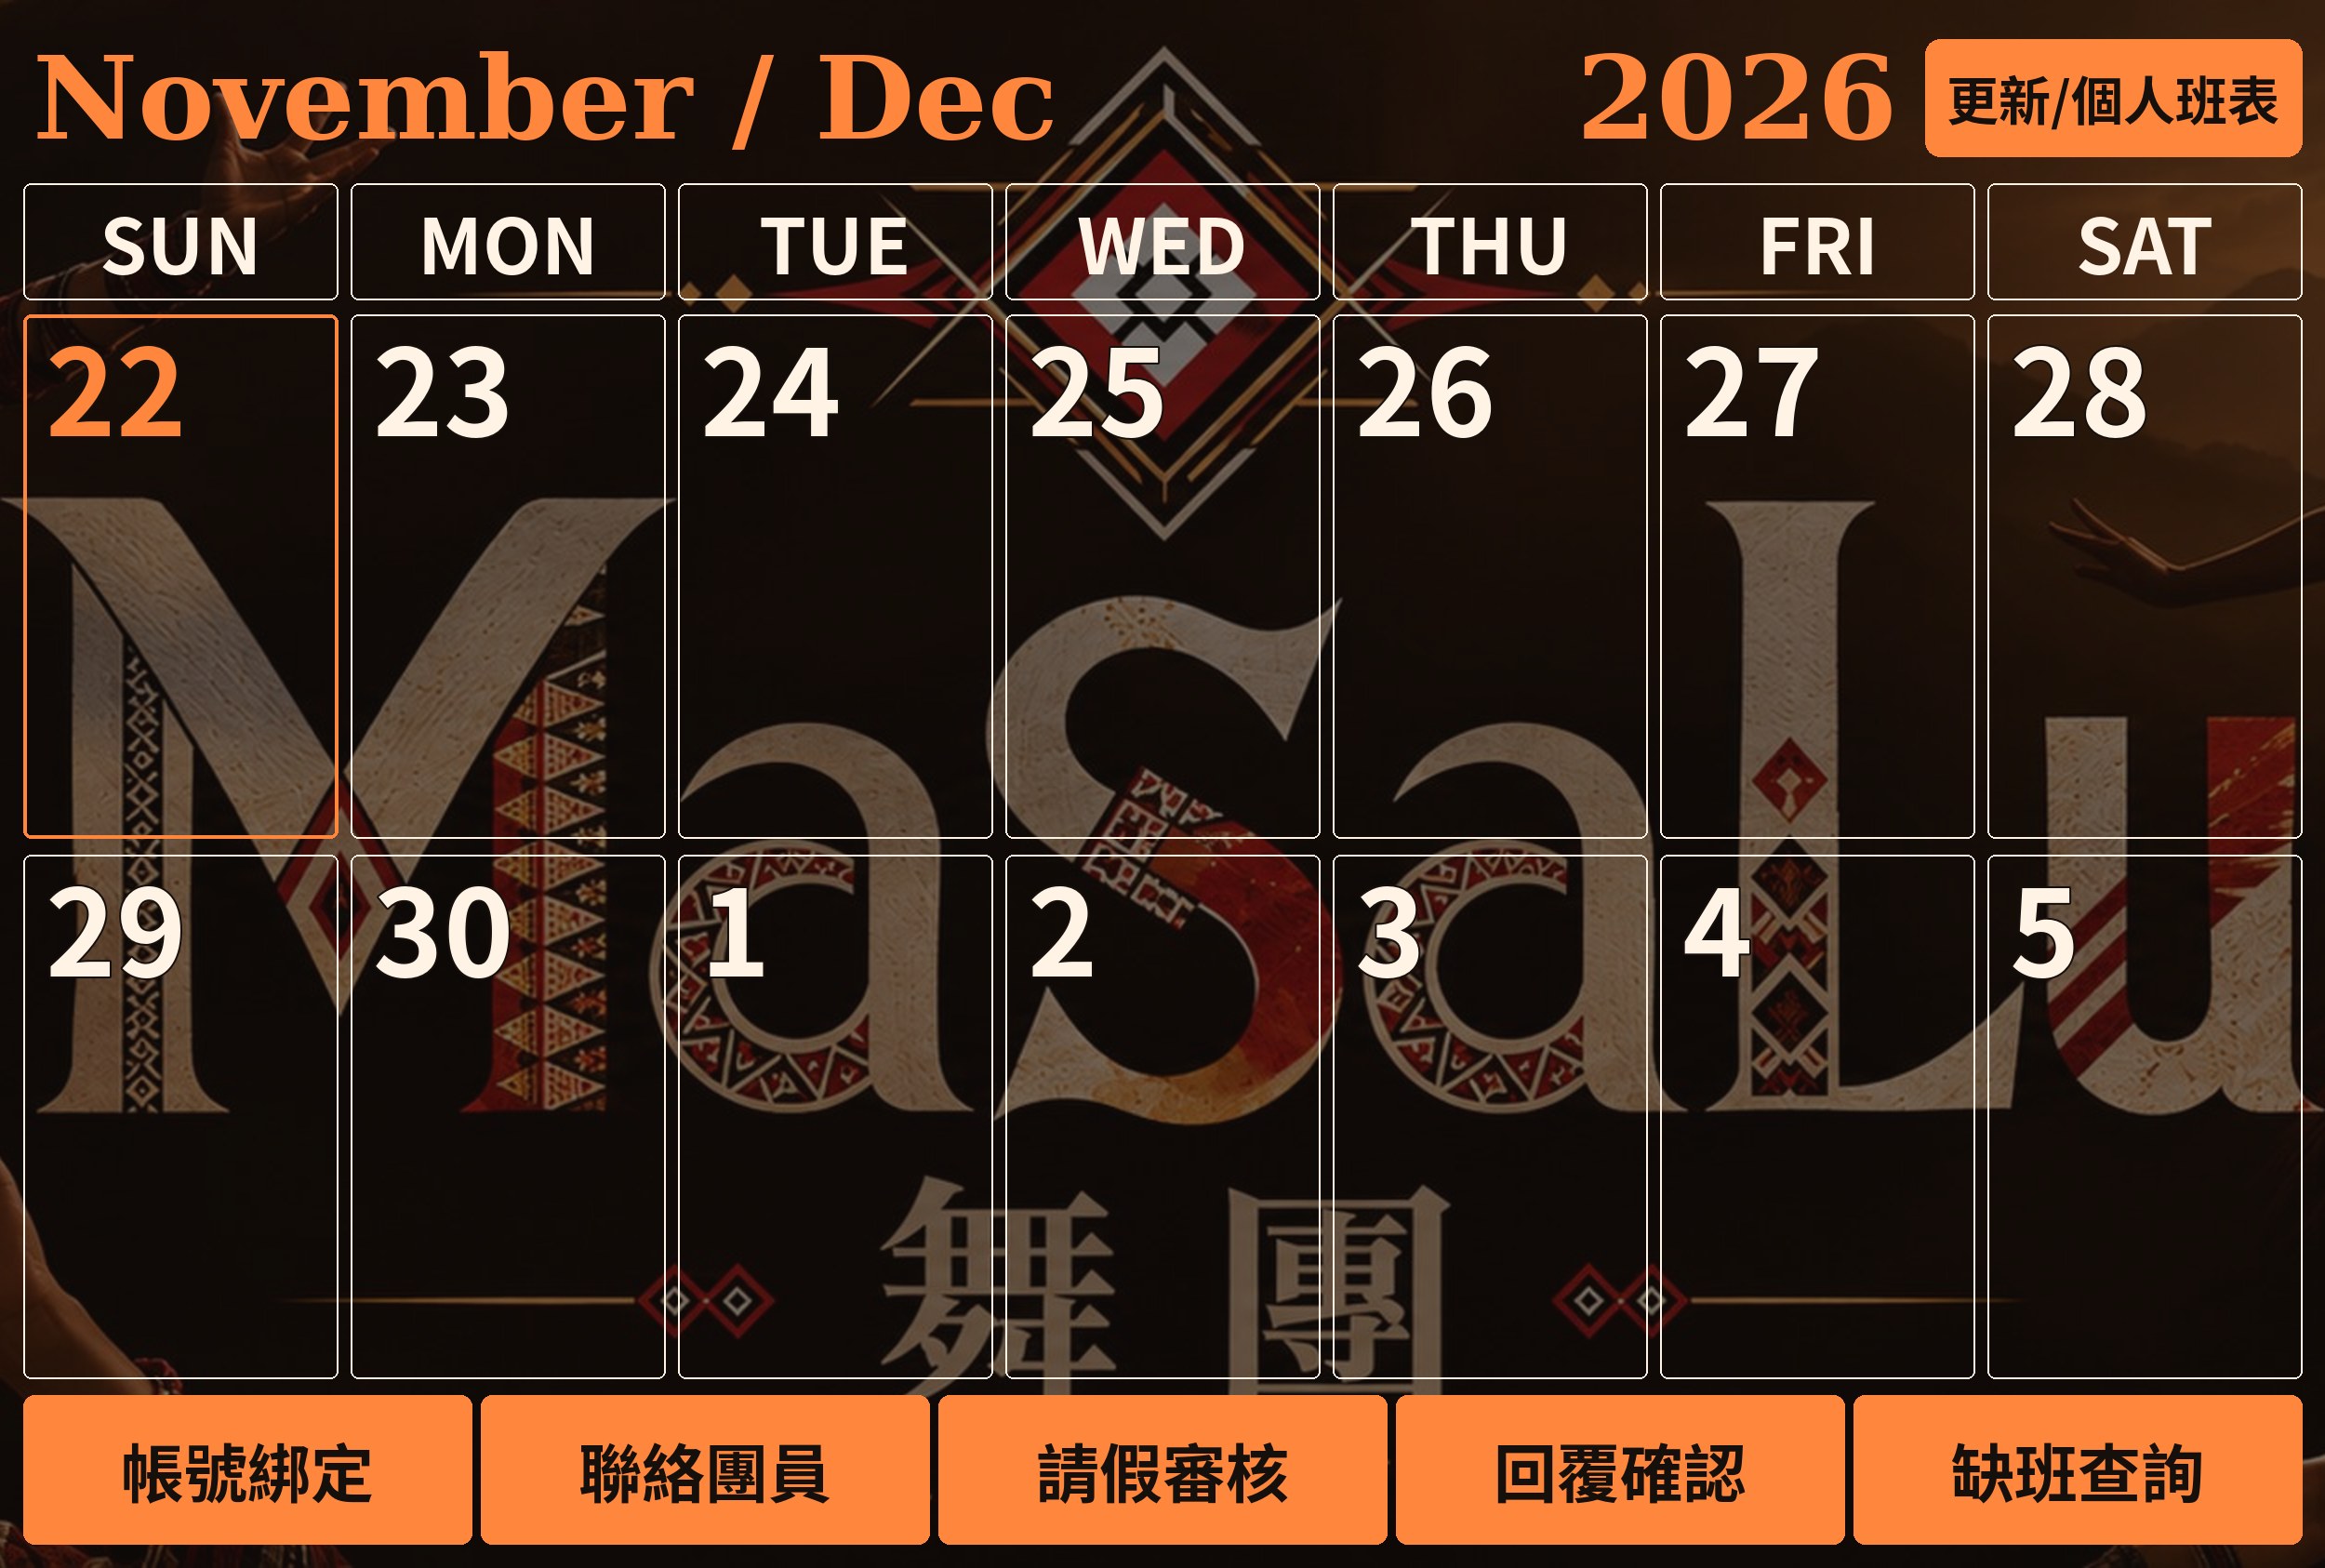 November / Dec 2026 更新/個人班表
SUN MON TUE WED THU FRI SAT
22 23 24 25 26 27 28
MaSaLu
29 30 1 2 3 4 5
舞團
帳號綁定 聯絡團員 請假審核 回覆確認 缺班查詢